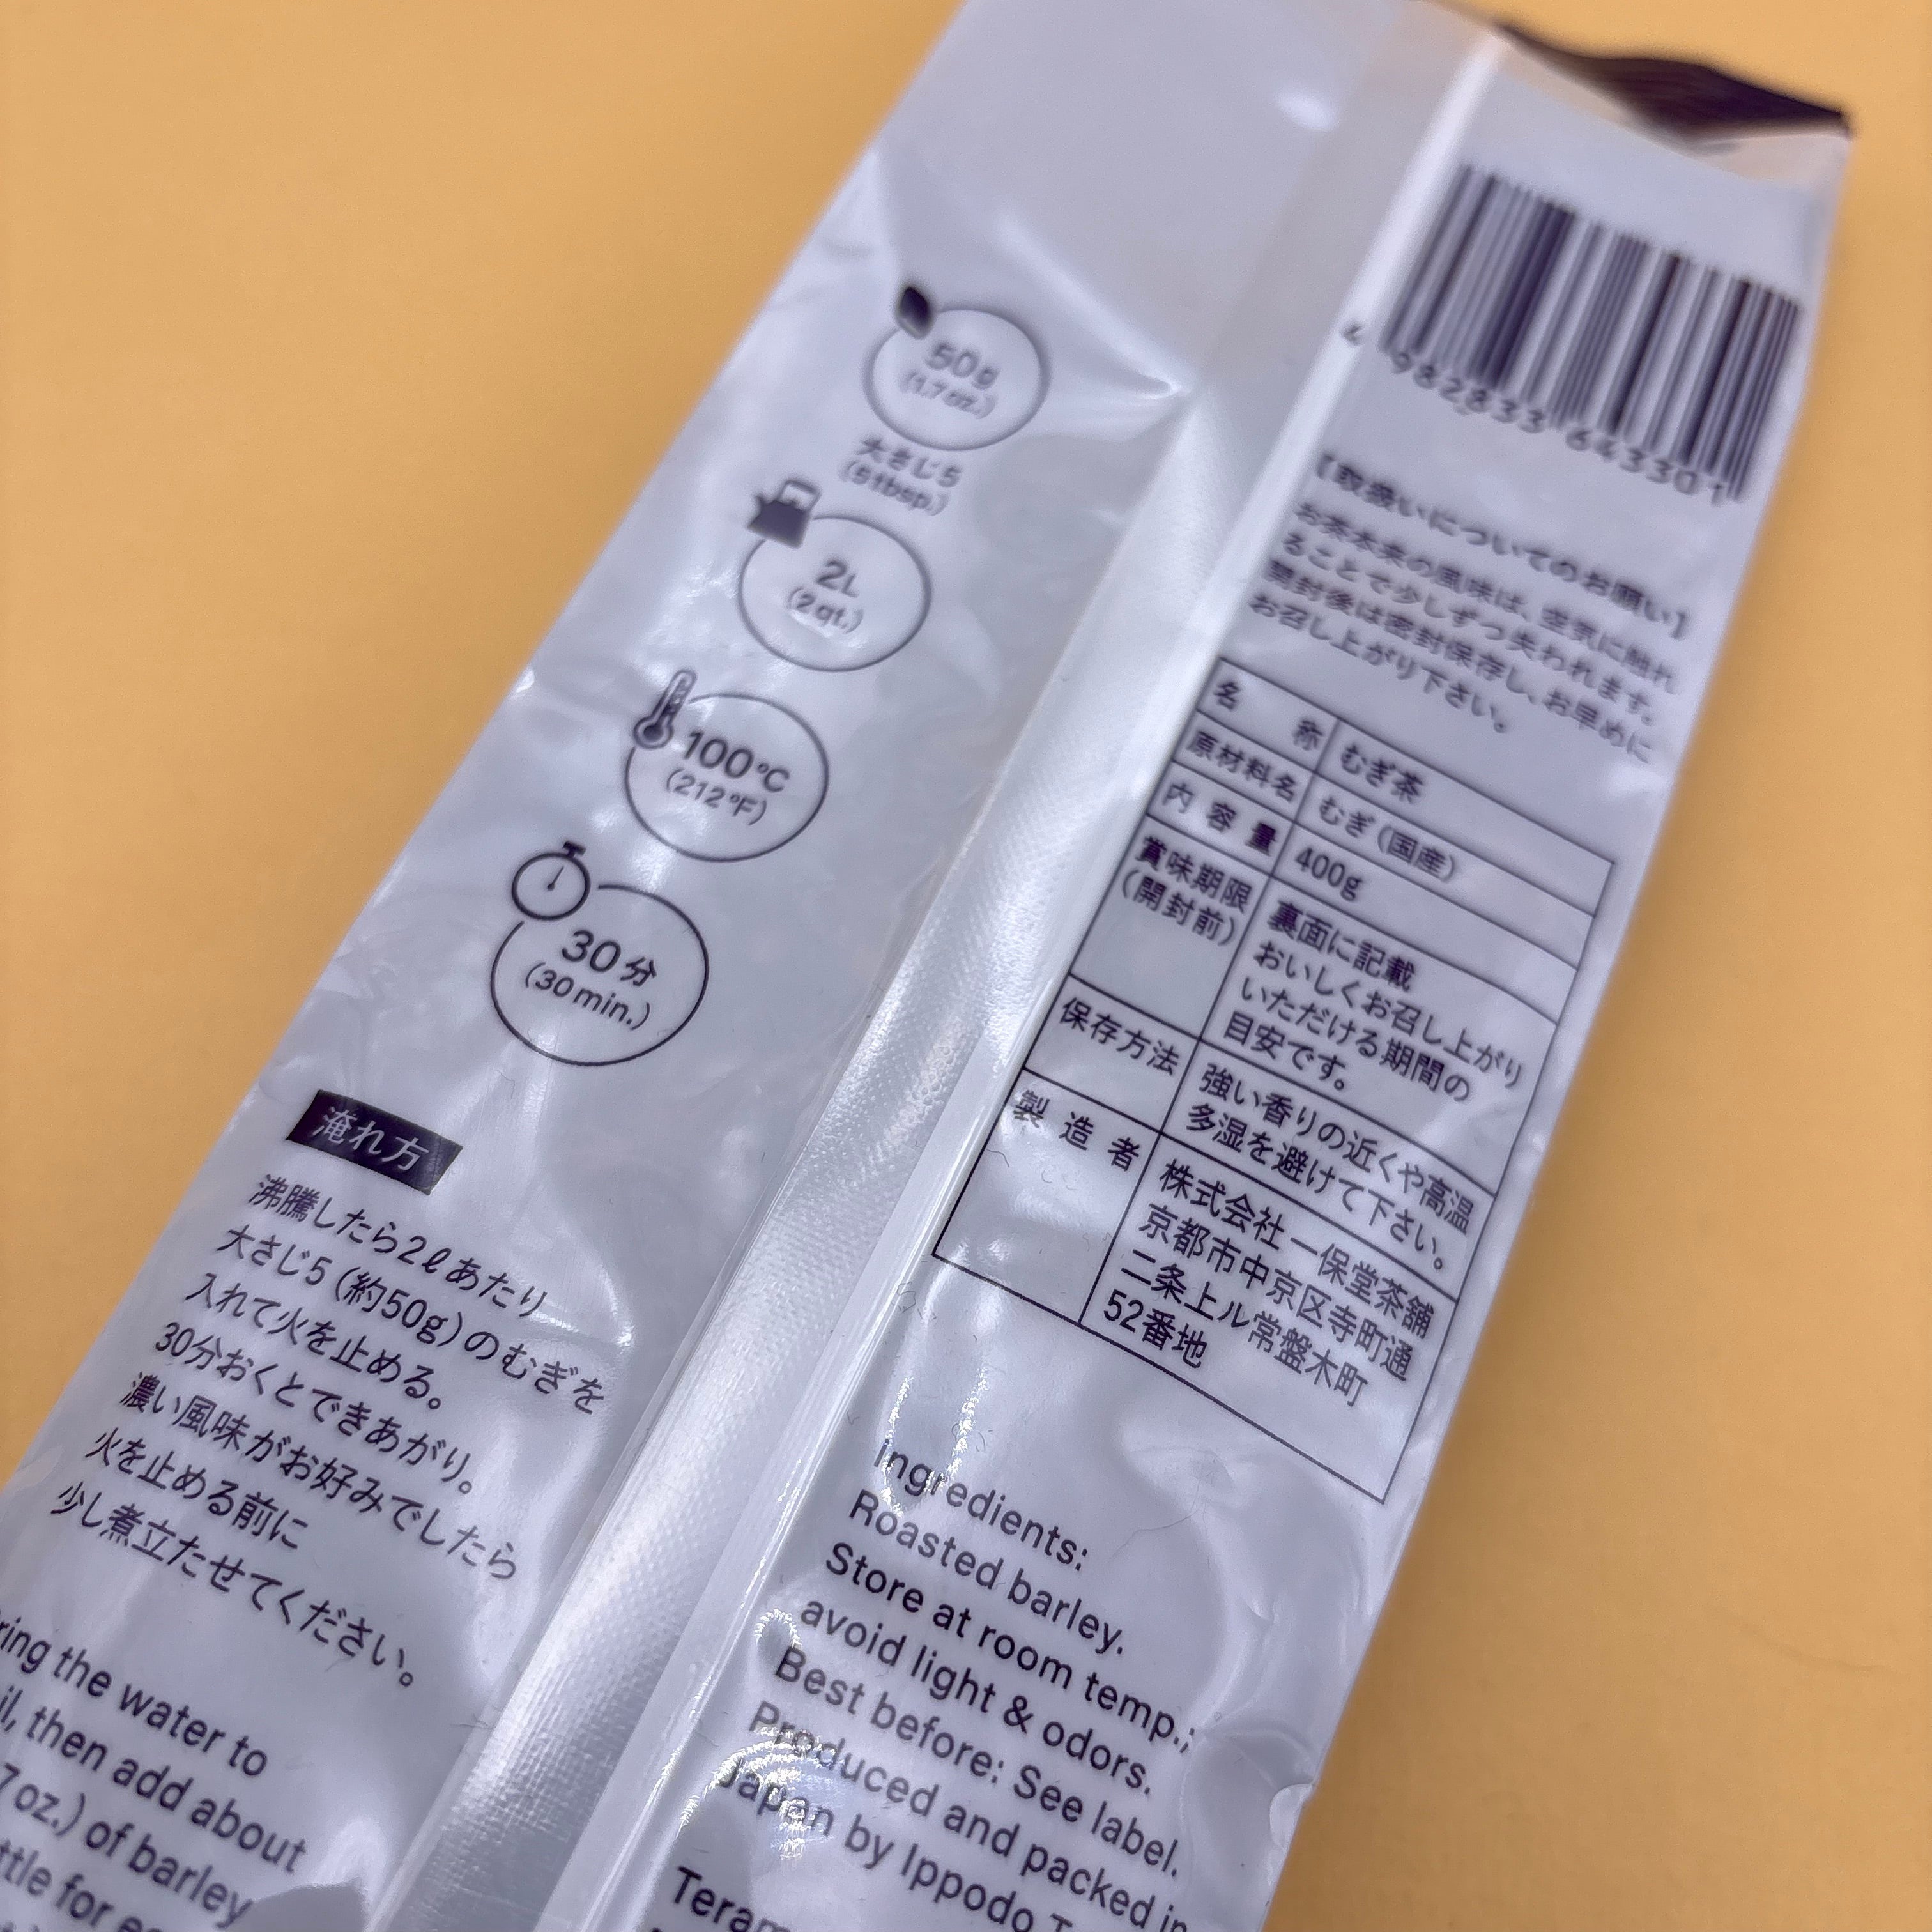 50g
(1.7 oz.)
大さじ5
(5tbsp.)
2L
(2 qt.)
100℃
(212°F)
30分
(30 min.)
淹れ方
沸騰したら2ℓあたり
大さじ5(約50g)のむぎを
入れて火を止める。
30分おくとできあがり。
濃い風味がお好みでしたら
火を止める前に
少し煮立たせてください。
the water to
then add about
oz.) of barley
for
4 982833 643301
【取扱いについてのお願い】
お茶本来の風味は、空気に触れ
ることで少しずつ失われます。
開封後は密封保存し、お早めに
お召し上がり下さい。
名称 むぎ茶
原材料名 むぎ(国産)
内容量 400g
賞味期限 裏面に記載
(開封前) おいしくお召し上がり
いただける期間の
目安です。
保存方法 強い香りの近くや高温
多湿を避けて下さい。
製造者 株式会社一保堂茶舗
京都市中京区寺町通
二条上ル常盤木町
52番地
Ingredients:
Roasted barley.
Store at room temp.;
avoid light & odors.
Best before: See label.
Produced and packed in
Japan by Ippodo